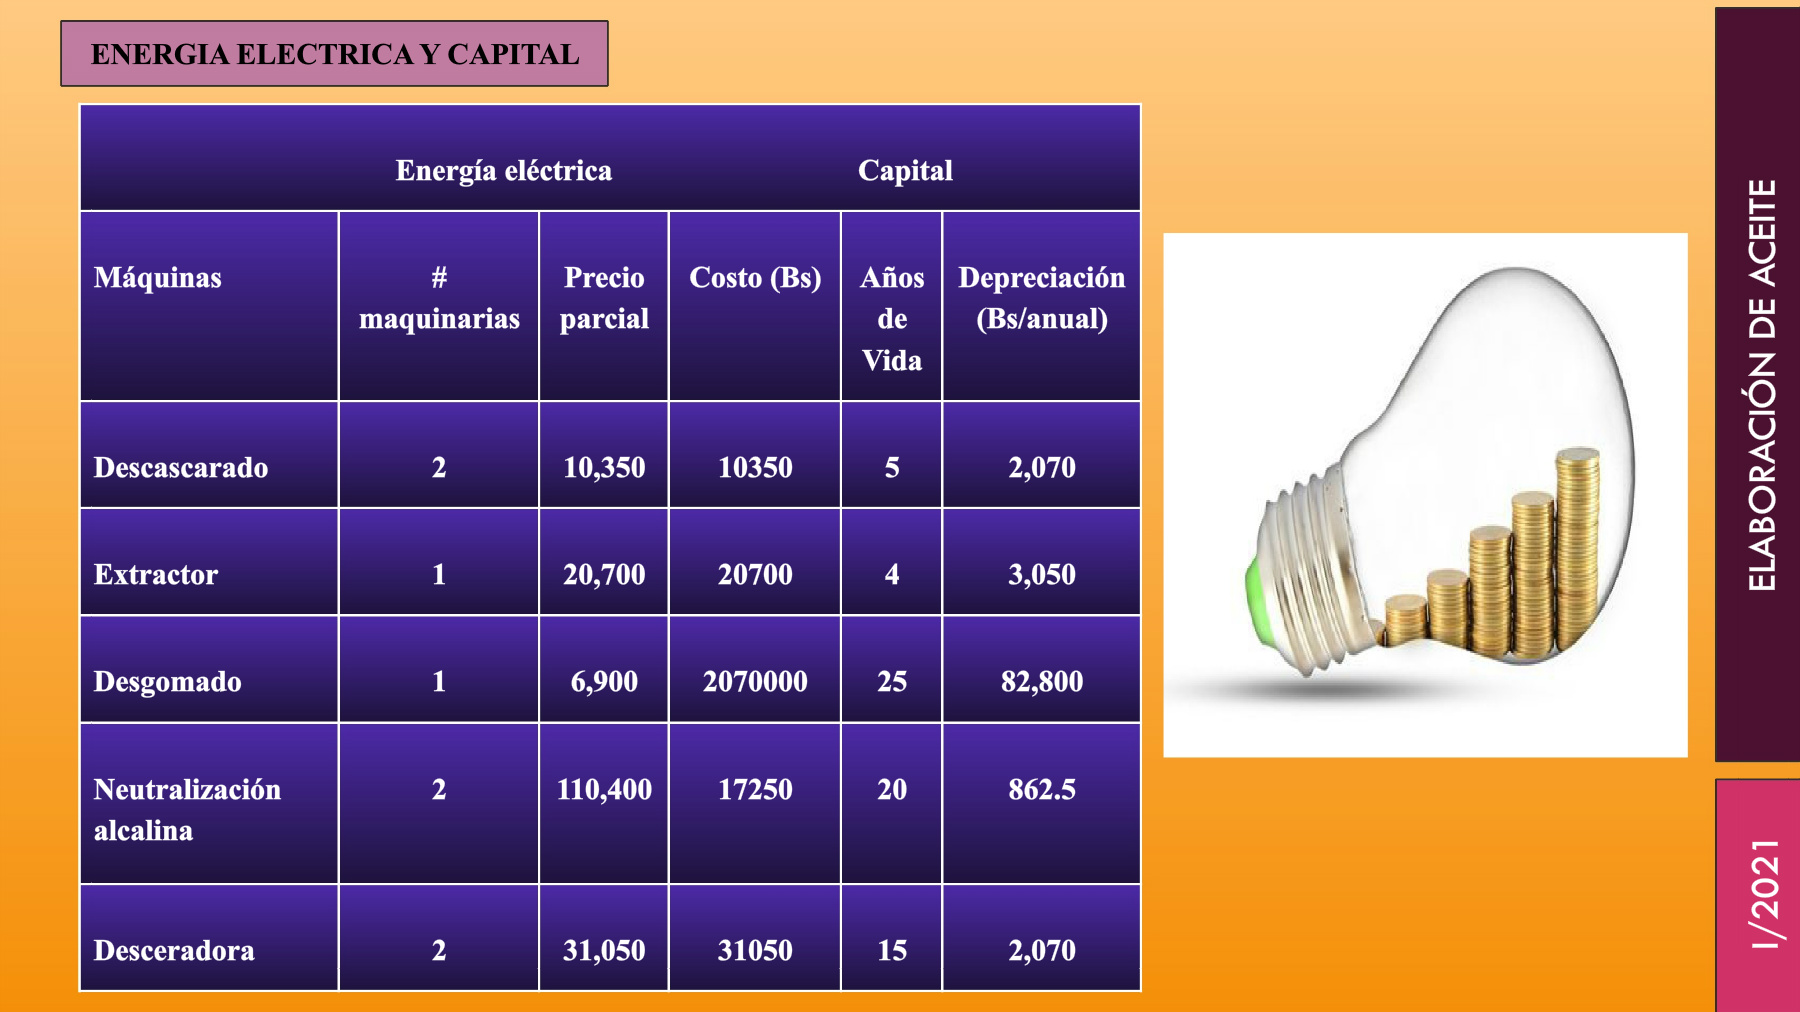 ENERGIA ELECTRICA Y CAPITAL
Energía eléctrica Capital
Máquinas # maquinarias Precio parcial Costo (Bs) Años de Vida Depreciación (Bs/anual)
Descascarado 2 10,350 10350 5 2,070
Extractor 1 20,700 20700 4 3,050
Desgomado 1 6,900 2070000 25 82,800
Neutralización alcalina 2 110,400 17250 20 862.5
Desceradora 2 31,050 31050 15 2,070
ELABORACIÓN DE ACEITE
I/2021